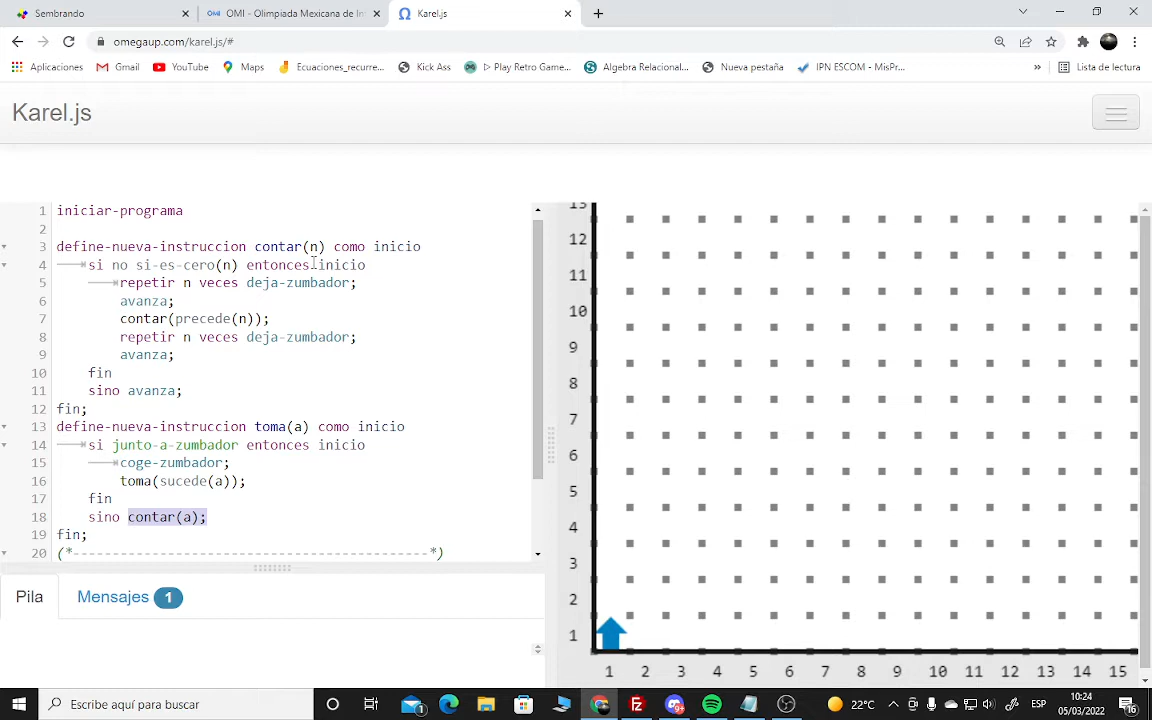 Sembrando
OMI - Olimpiada Mexicana de In
Karel.js
omegaup.com/karel.js/#
Aplicaciones
Gmail
YouTube
Maps
Ecuaciones_recurre...
Kick Ass
Play Retro Game...
Algebra Relacional...
Nueva pestaña
IPN ESCOM - MisPr...
»
Lista de lectura
Karel.js
1 iniciar-programa
2
3 define-nueva-instruccion contar(n) como inicio
4 si no si-es-cero(n) entonces inicio
5 repetir n veces deja-zumbador;
6 avanza;
7 contar(precede(n));
8 repetir n veces deja-zumbador;
9 avanza;
10 fin
11 sino avanza;
12 fin;
13 define-nueva-instruccion toma(a) como inicio
14 si junto-a-zumbador entonces inicio
15 coge-zumbador;
16 toma(sucede(a));
17 fin
18 sino contar(a);
19 fin;
20 (*---------------------------------------------*)
Pila
Mensajes 1
13
12
11
10
9
8
7
6
5
4
3
2
1
1 2 3 4 5 6 7 8 9 10 11 12 13 14 15
Escribe aquí para buscar
22°C
ESP
10:24
05/03/2022
16